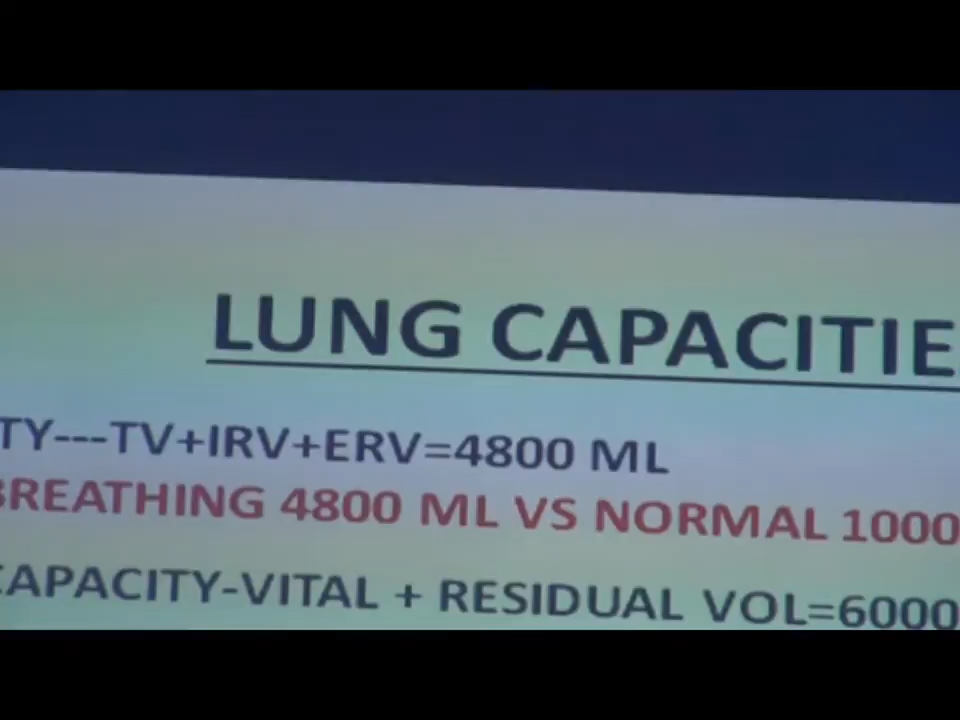 LUNG CAPACITIE
TY---TV+IRV+ERV=4800 ML
BREATHING 4800 ML VS NORMAL 1000
CAPACITY-VITAL + RESIDUAL VOL=6000